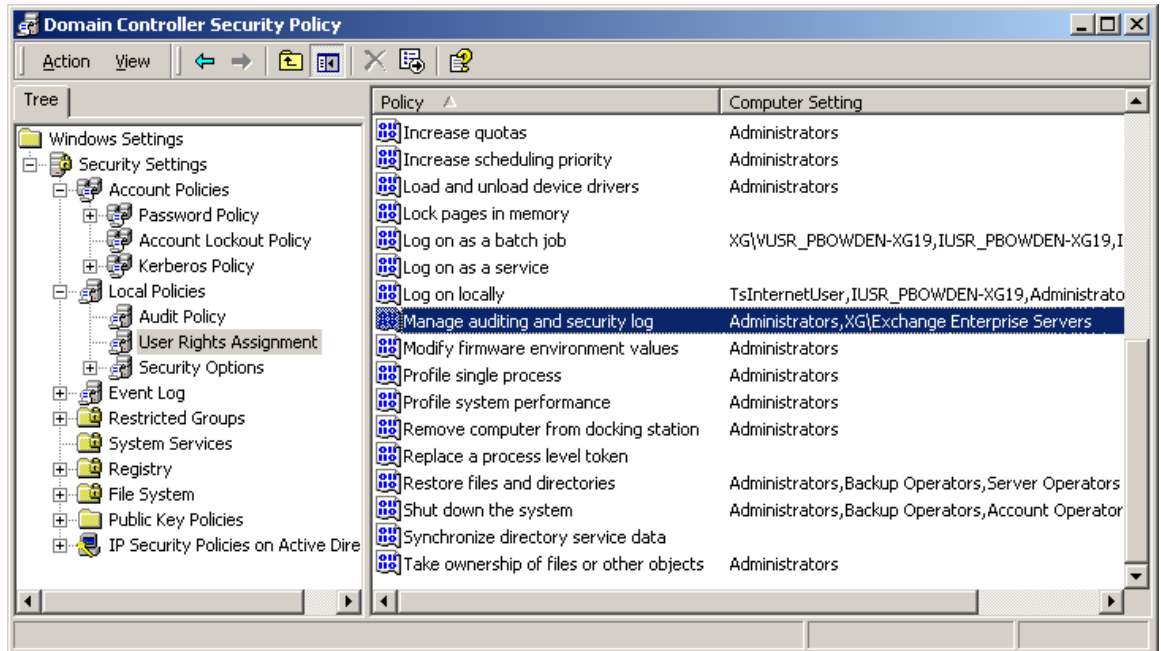 Domain Controller Security Policy
Action View
Tree
Policy Computer Setting
Windows Settings
Security Settings
Account Policies
Password Policy
Account Lockout Policy
Kerberos Policy
Local Policies
Audit Policy
User Rights Assignment
Security Options
Event Log
Restricted Groups
System Services
Registry
File System
Public Key Policies
IP Security Policies on Active Dire
Increase quotas Administrators
Increase scheduling priority Administrators
Load and unload device drivers Administrators
Lock pages in memory
Log on as a batch job XG\VUSR_PBOWDEN-XG19,IUSR_PBOWDEN-XG19,I
Log on as a service
Log on locally TsInternetUser,IUSR_PBOWDEN-XG19,Administrato
Manage auditing and security log Administrators,XG\Exchange Enterprise Servers
Modify firmware environment values Administrators
Profile single process Administrators
Profile system performance Administrators
Remove computer from docking station Administrators
Replace a process level token
Restore files and directories Administrators,Backup Operators,Server Operators
Shut down the system Administrators,Backup Operators,Account Operator
Synchronize directory service data
Take ownership of files or other objects Administrators